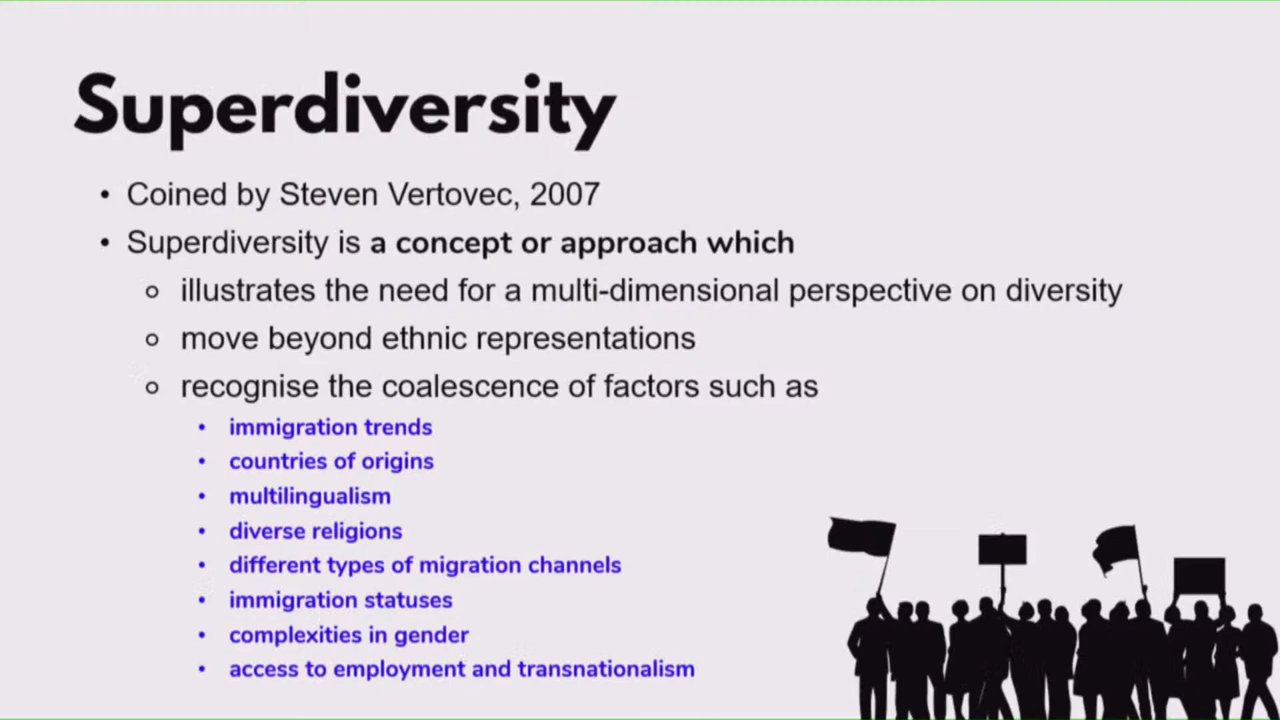 Superdiversity
• Coined by Steven Vertovec, 2007
• Superdiversity is a concept or approach which
o illustrates the need for a multi-dimensional perspective on diversity
o move beyond ethnic representations
o recognise the coalescence of factors such as
• immigration trends
• countries of origins
• multilingualism
• diverse religions
• different types of migration channels
• immigration statuses
• complexities in gender
• access to employment and transnationalism